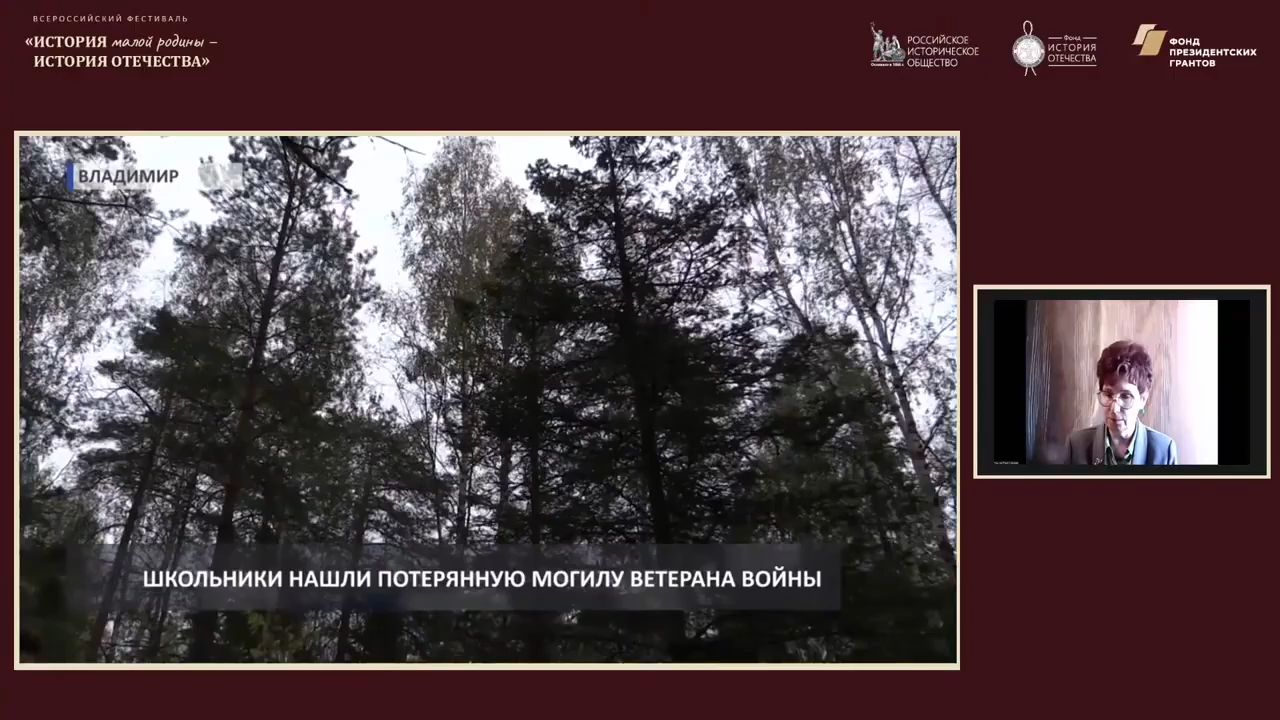 ВСЕРОССИЙСКИЙ ФЕСТИВАЛЬ
«ИСТОРИЯ малой родины –
ИСТОРИЯ ОТЕЧЕСТВА»
РОССИЙСКОЕ
ИСТОРИЧЕСКОЕ
ОБЩЕСТВО
Фонд
ИСТОРИЯ
ОТЕЧЕСТВА
ФОНД
ПРЕЗИДЕНТСКИХ
ГРАНТОВ
ВЛАДИМИР
ШКОЛЬНИКИ НАШЛИ ПОТЕРЯННУЮ МОГИЛУ ВЕТЕРАНА ВОЙНЫ